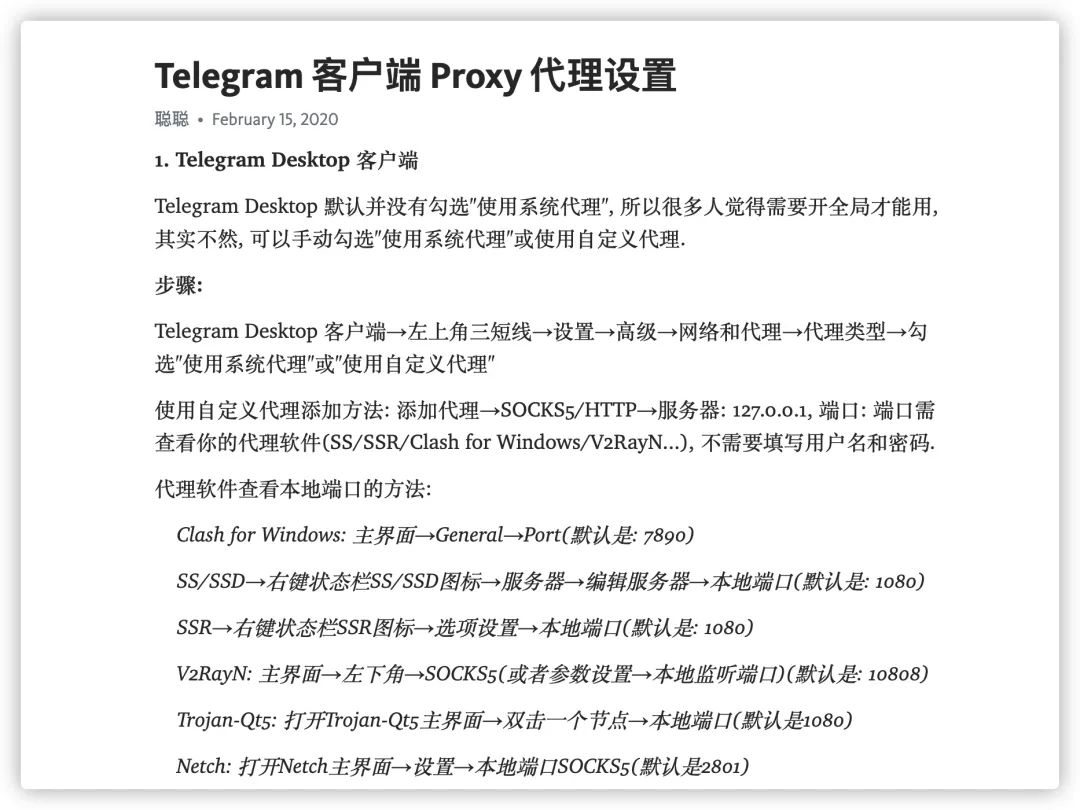 Telegram 客户端 Proxy 代理设置
聪聪 • February 15, 2020
1. Telegram Desktop 客户端
Telegram Desktop 默认并没有勾选"使用系统代理", 所以很多人觉得需要开全局才能用,
其实不然, 可以手动勾选"使用系统代理"或使用自定义代理.
步骤:
Telegram Desktop 客户端→左上角三短线→设置→高级→网络和代理→代理类型→勾
选"使用系统代理"或"使用自定义代理"
使用自定义代理添加方法: 添加代理→SOCKS5/HTTP→服务器: 127.0.0.1, 端口: 端口需
查看你的代理软件(SS/SSR/Clash for Windows/V2RayN...), 不需要填写用户名和密码.
代理软件查看本地端口的方法:
Clash for Windows: 主界面→General→Port(默认是: 7890)
SS/SSD→右键状态栏SS/SSD图标→服务器→编辑服务器→本地端口(默认是: 1080)
SSR→右键状态栏SSR图标→选项设置→本地端口(默认是: 1080)
V2RayN: 主界面→左下角→SOCKS5(或者参数设置→本地监听端口)(默认是: 10808)
Trojan-Qt5: 打开Trojan-Qt5主界面→双击一个节点→本地端口(默认是1080)
Netch: 打开Netch主界面→设置→本地端口SOCKS5(默认是2801)